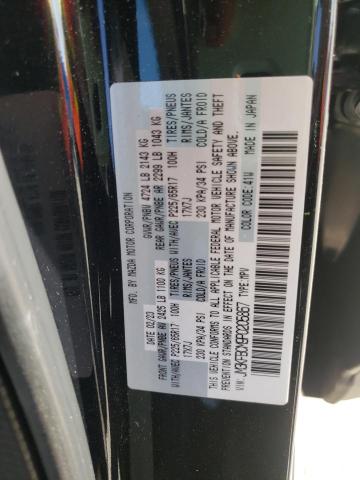 MFD. BY MAZDA MOTOR CORPORATION
DATE 02/23 GVWR/PNBV 4724 LB 2143 KG
FRONT GAWR/PNBE AV 2425 LB 1100 KG REAR GAWR/PNBE AR 2299 LB 1043 KG
WITH/AVEC P225/65R17 100H TIRES/PNEUS WITH/AVEC P225/65R17 100H TIRES/PNEUS
17X7J RIMS/JANTES 17X7J RIMS/JANTES
230 KPA/34 PSI COLD/A FROID 230 KPA/34 PSI COLD/A FROID
THIS VEHICLE CONFORMS TO ALL APPLICABLE FEDERAL MOTOR VEHICLE SAFETY AND THEFT
PREVENTION STANDARDS IN EFFECT ON THE DATE OF MANUFACTURE SHOWN ABOVE.
TYPE:MPV COLOR CODE:41W MADE IN JAPAN